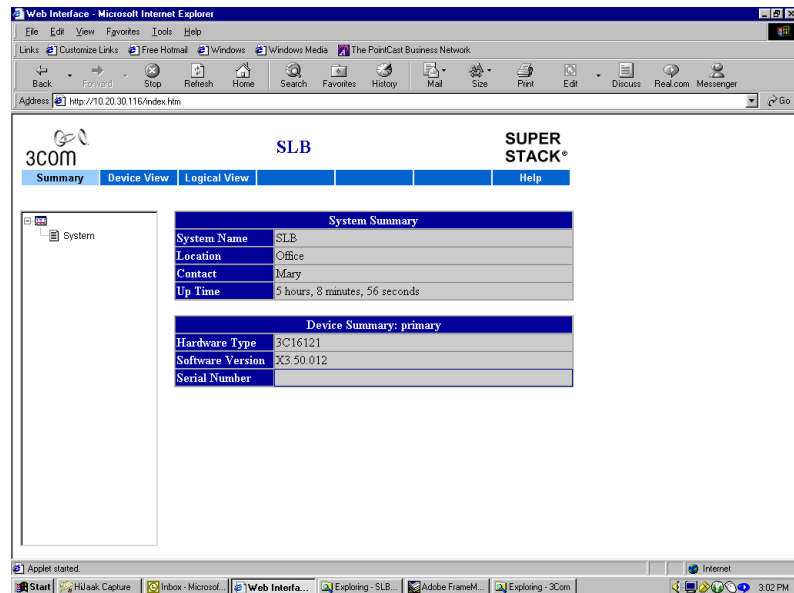 Web Interface - Microsoft Internet Explorer
File Edit View Favorites Tools Help
Links Customize Links Free Hotmail Windows Windows Media The PointCast Business Network
Back Forward Stop Refresh Home Search Favorites History Mail Size Print Edit Discuss Real.com Messenger
Address http://10.20.30.116/index.htm Go
3COM SLB SUPER STACK®
Summary Device View Logical View Help
System
System Summary
System Name SLB
Location Office
Contact Mary
Up Time 5 hours, 8 minutes, 56 seconds
Device Summary: primary
Hardware Type 3C16121
Software Version X3.50.012
Serial Number
Applet started. Internet
Start HiJaak Capture Inbox - Microsof... Web Interfa... Exploring - SLB... Adobe FrameM... Exploring - 3Com 3:02 PM